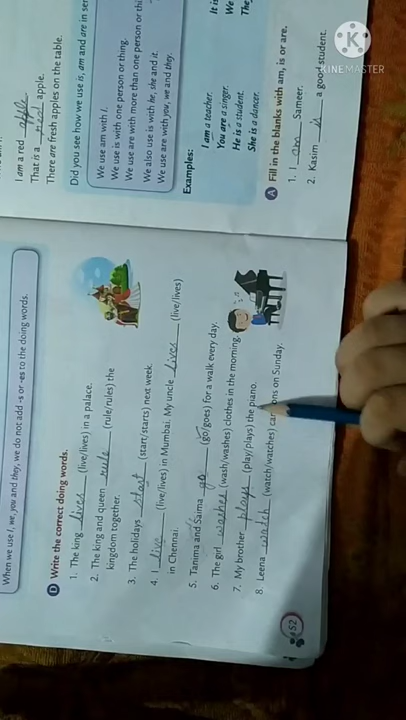 When we use I, we, you and they, we do not add -s or -es to the doing words.
D Write the correct doing words.
1. The king lives (live/lives) in a palace.
2. The king and queen rule (rule/rules) the
kingdom together.
3. The holidays start (start/starts) next week.
4. I live (live/lives) in Mumbai. My uncle lives (live/lives)
in Chennai.
5. Tanima and Saima go (go/goes) for a walk every day.
6. The girl washes (wash/washes) clothes in the morning.
7. My brother plays (play/plays) the piano.
8. Leena watch (watch/watches) ons on Sunday.
52
I am a red apple
That is a apple.
There are fresh apples on the table.
Did you see how we use is, am and are in sen
We use am with I.
We use is with one person or thing.
We use are with more than one person or thi
We also use is with he, she and it.
We use are with you, we and they.
Examples:
I am a teacher.
You are a singer.
He is a student.
She is a dancer.
It is
We
The
A Fill in the blanks with am, is or are.
1. I am Sameer.
2. Kasim is a good student.
KINEMASTER